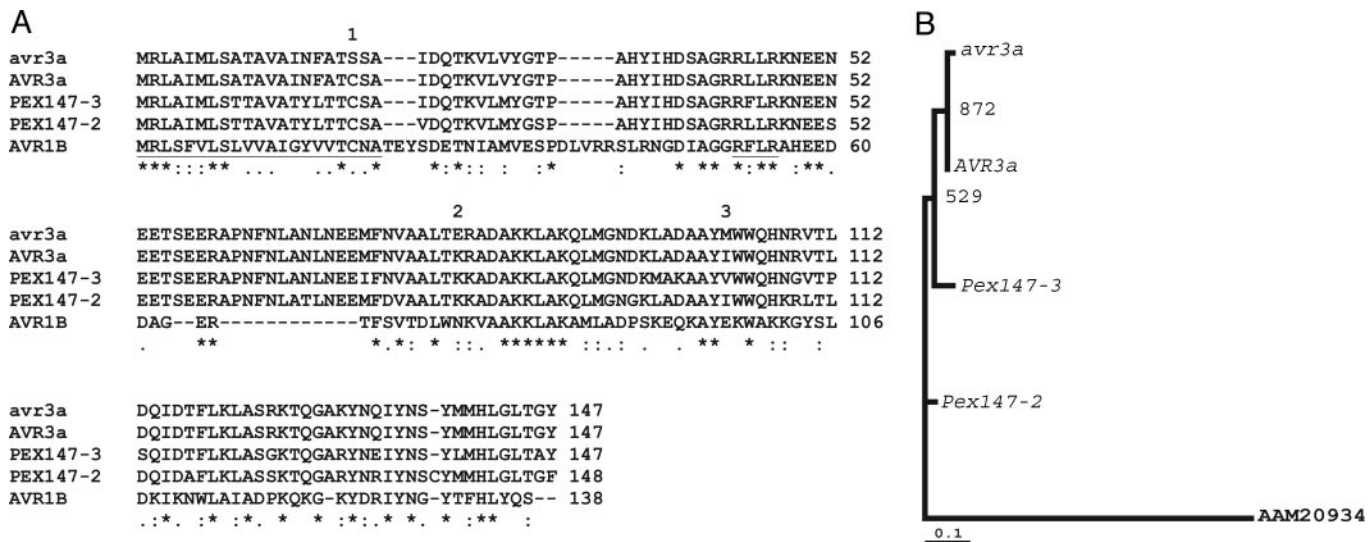 A
1
avr3a MRLAIMLSATAVAINFATSSA---IDQTKVLVYGTP-----AHYIHDSAGRRLLRKNEEN 52
AVR3a MRLAIMLSATAVAINFATCSA---IDQTKVLVYGTP-----AHYIHDSAGRRLLRKNEEN 52
PEX147-3 MRLAIMLSTTAVATYLTTCSA---IDQTKVLMYGTP-----AHYIHDSAGRRFLRKNEEN 52
PEX147-2 MRLAIMLSTTAVATYLTTCSA---VDQTKVLMYGSP-----AHYIHDSAGRRLLRKNEES 52
AVR1B MRLSFVLSLVVAIGYVVTCNATEYSDETNIAMVESPDLVRRSLRNGDIAGGRFLRAHEED 60
***::**  ...   *..*    *:*: :  :*     :    * ** *:** :**.
2 3
avr3a EETSEERAPNFNLANLNEEMFNVAALTERADAKKLAKQLMGNDKLADAAYMWWQHNRVTL 112
AVR3a EETSEERAPNFNLANLNEEMFNVAALTKRADAKKLAKQLMGNDKLADAAYIWWQHNRVTL 112
PEX147-3 EETSEERAPNFNLANLNEEIFNVAALTKKADAKKLAKQLMGNDKMAKAAYVWWQHNGVTP 112
PEX147-2 EETSEERAPNFNLATLNEEMFDVAALTKKADAKKLAKQLMGNGKLADAAYIWWQHKRLTL 112
AVR1B DAG--ER------------TFSVTDLWNKVAAKKLAKAMLADPSKEQKAYEKWAKKGYSL 106
.    **             *.*: * ::. ****** ::.: .  . **  * ::  :
avr3a DQIDTFLKLASRKTQGAKYNQIYNS-YMMHLGLTGY 147
AVR3a DQIDTFLKLASRKTQGAKYNQIYNS-YMMHLGLTGY 147
PEX147-3 SQIDTFLKLASGKTQGARYNEIYNS-YLMHLGLTAY 147
PEX147-2 DQIDAFLKLASSKTQGARYNRIYNSCYMMHLGLTGF 148
AVR1B DKIKNWLAIADPKQKG-KYDRIYNG-YTFHLYQS-- 138
.:*. :* :*. * :* :*:.***. * :**  :
B
avr3a
872
AVR3a
529
Pex147-3
Pex147-2
AAM20934
0.1